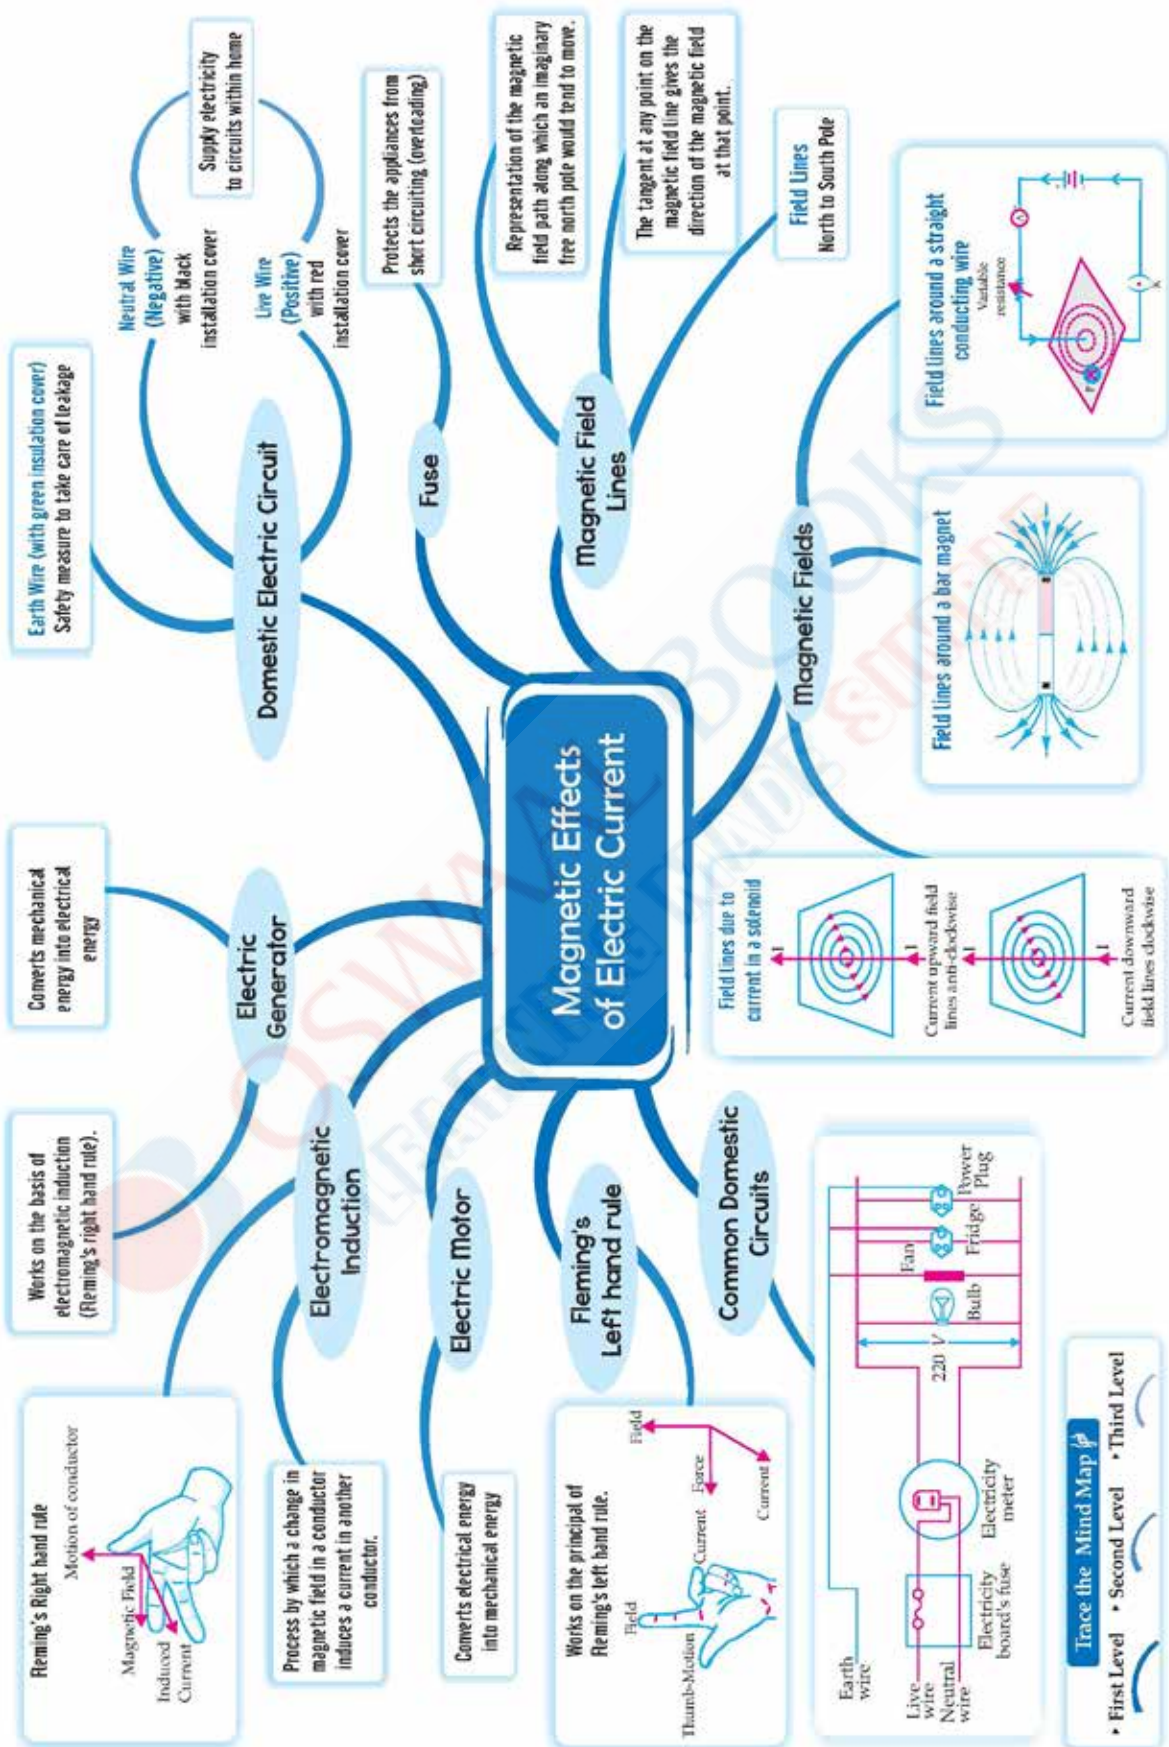 Magnetic Effects
of Electric Current
Domestic Electric Circuit
Earth Wire (with green insulation cover)
Safety measure to take care of leakage
Neutral Wire
(Negative)
with black
installation cover
Live Wire
(Positive)
with red
installation cover
Supply electricity
to circuits within home
Fuse
Protects the appliances from
short circuiting (overloading)
Magnetic Field
Lines
Representation of the magnetic
field path along which an imaginary
free north pole would tend to move.
The tangent at any point on the
magnetic field line gives the
direction of the magnetic field
at that point.
Field Lines
North to South Pole
Magnetic Fields
Field lines around a straight
conducting wire
Variable
resistance
A
P
K
Field lines around a bar magnet
Field lines due to
current in a solenoid
I
I
Current upward field
lines anti-clockwise
I
I
Current downward
field lines clockwise
Common Domestic
Circuits
Earth
wire
Live
wire
Neutral
wire
Electricity
board's fuse
Electricity
meter
220 V
Bulb
Fan
Fridge
Power
Plug
Fleming's
Left hand rule
Works on the principal of
Fleming's left hand rule.
Field
Thumb-Motion
Current
Field
Force
Current
Electric Motor
Converts electrical energy
into mechanical energy
Electromagnetic
Induction
Process by which a change in
magnetic field in a conductor
induces a current in another
conductor.
Fleming's Right hand rule
Motion of conductor
Magnetic Field
Induced
Current
Electric
Generator
Works on the basis of
electromagnetic induction
(Fleming's right hand rule).
Converts mechanical
energy into electrical
energy
Trace the Mind Map
• First Level • Second Level • Third Level
OSWAAL BOOKS
LEARNING MADE SIMPLE